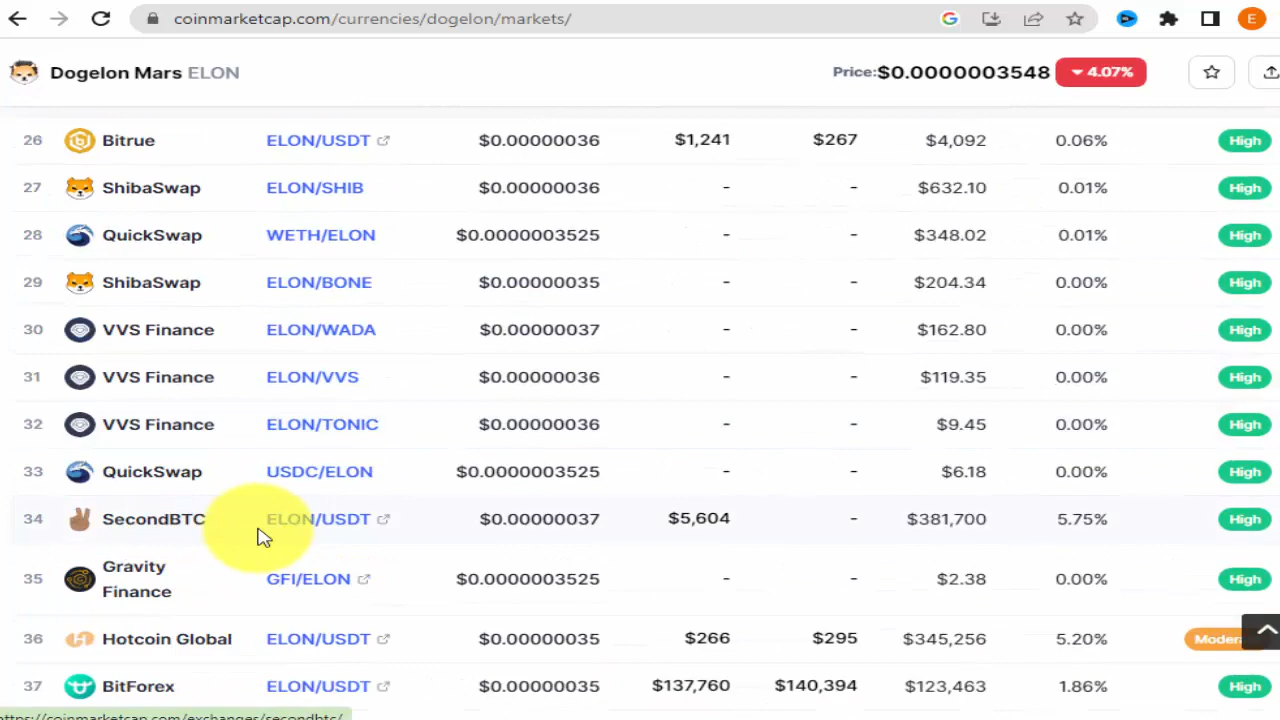 coinmarketcap.com/currencies/dogelon/markets/
E
Dogelon Mars ELON Price:$0.0000003548 4.07%
26 Bitrue ELON/USDT $0.00000036 $1,241 $267 $4,092 0.06% High
27 ShibaSwap ELON/SHIB $0.00000036 - - $632.10 0.01% High
28 QuickSwap WETH/ELON $0.0000003525 - - $348.02 0.01% High
29 ShibaSwap ELON/BONE $0.00000035 - - $204.34 0.00% High
30 VVS Finance ELON/WADA $0.00000037 - - $162.80 0.00% High
31 VVS Finance ELON/VVS $0.00000036 - - $119.35 0.00% High
32 VVS Finance ELON/TONIC $0.00000036 - - $9.45 0.00% High
33 QuickSwap USDC/ELON $0.0000003525 - - $6.18 0.00% High
34 SecondBTC ELON/USDT $0.00000037 $5,604 - $381,700 5.75% High
35 Gravity Finance GFI/ELON $0.0000003525 - - $2.38 0.00% High
36 Hotcoin Global ELON/USDT $0.00000035 $266 $295 $345,256 5.20% Moder
37 BitForex ELON/USDT $0.00000035 $137,760 $140,394 $123,463 1.86% High
https://coinmarketcap.com/exchanges/secondbtc/